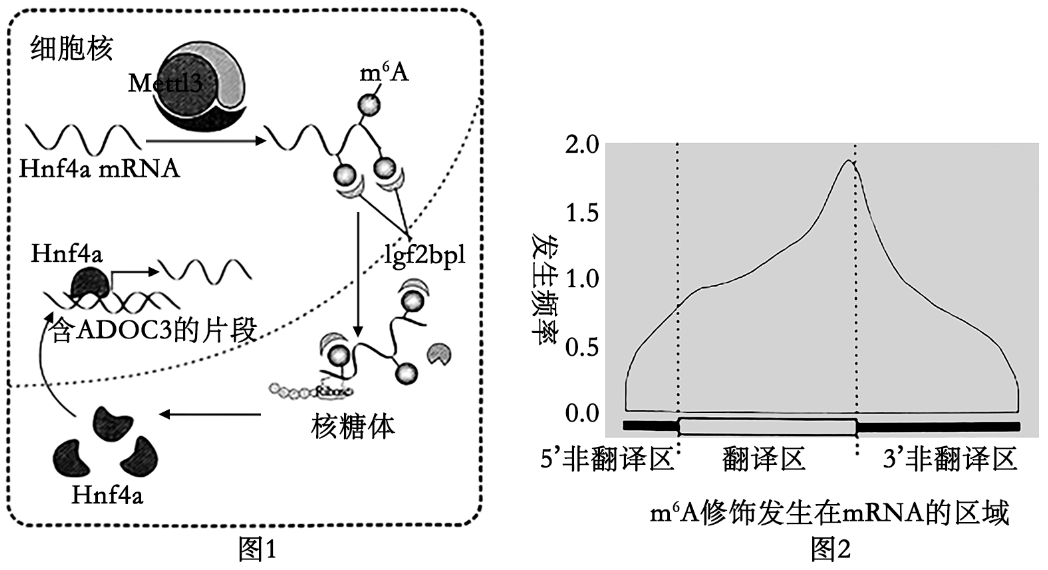 细胞核
Mettl3
m⁶A
Hnf4a mRNA
lgf2bpl
Hnf4a
含ADOC3的片段
Ribose
核糖体
Hnf4a
图1
2.0
1.5
1.0
0.5
0.0
发生频率
5’非翻译区
翻译区
3’非翻译区
m⁶A修饰发生在mRNA的区域
图2